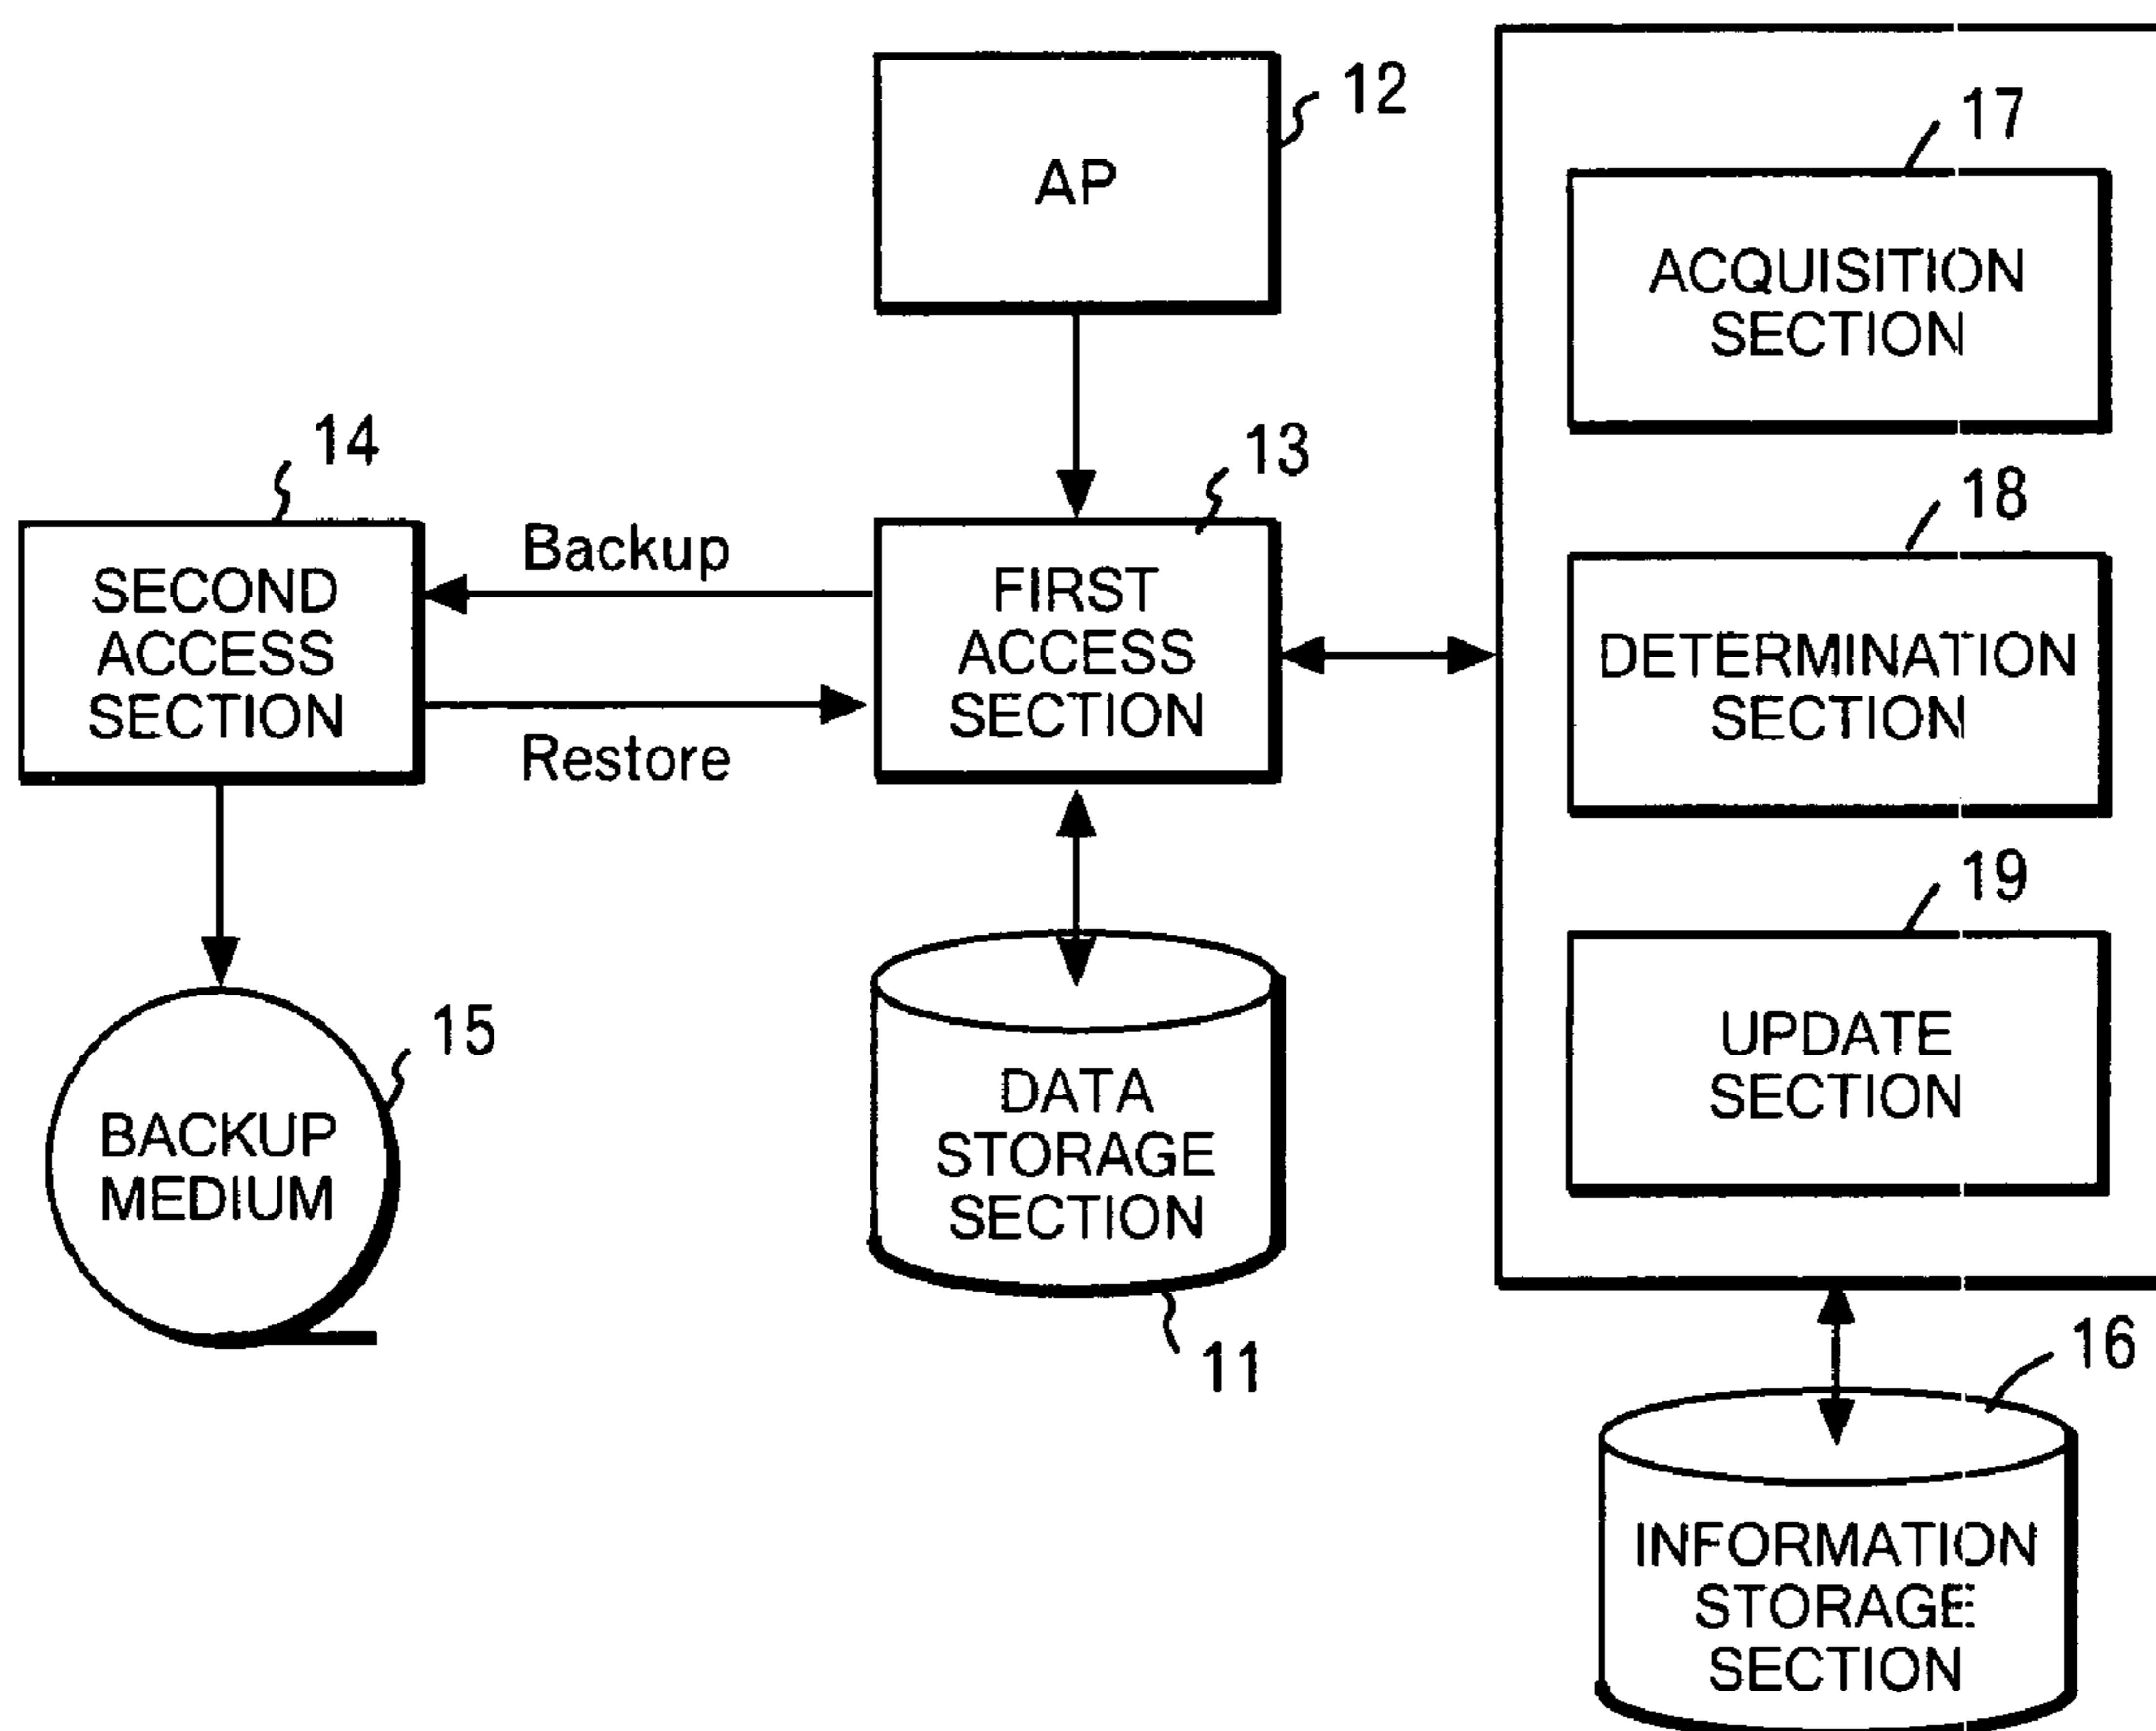 12
AP
17
ACQUISITION
SECTION
14
13
18
Backup
SECOND
ACCESS
SECTION
FIRST
ACCESS
SECTION
DETERMINATION
SECTION
Restore
19
15
BACKUP
MEDIUM
DATA
STORAGE
SECTION
UPDATE
SECTION
11
16
INFORMATION
STORAGE
SECTION